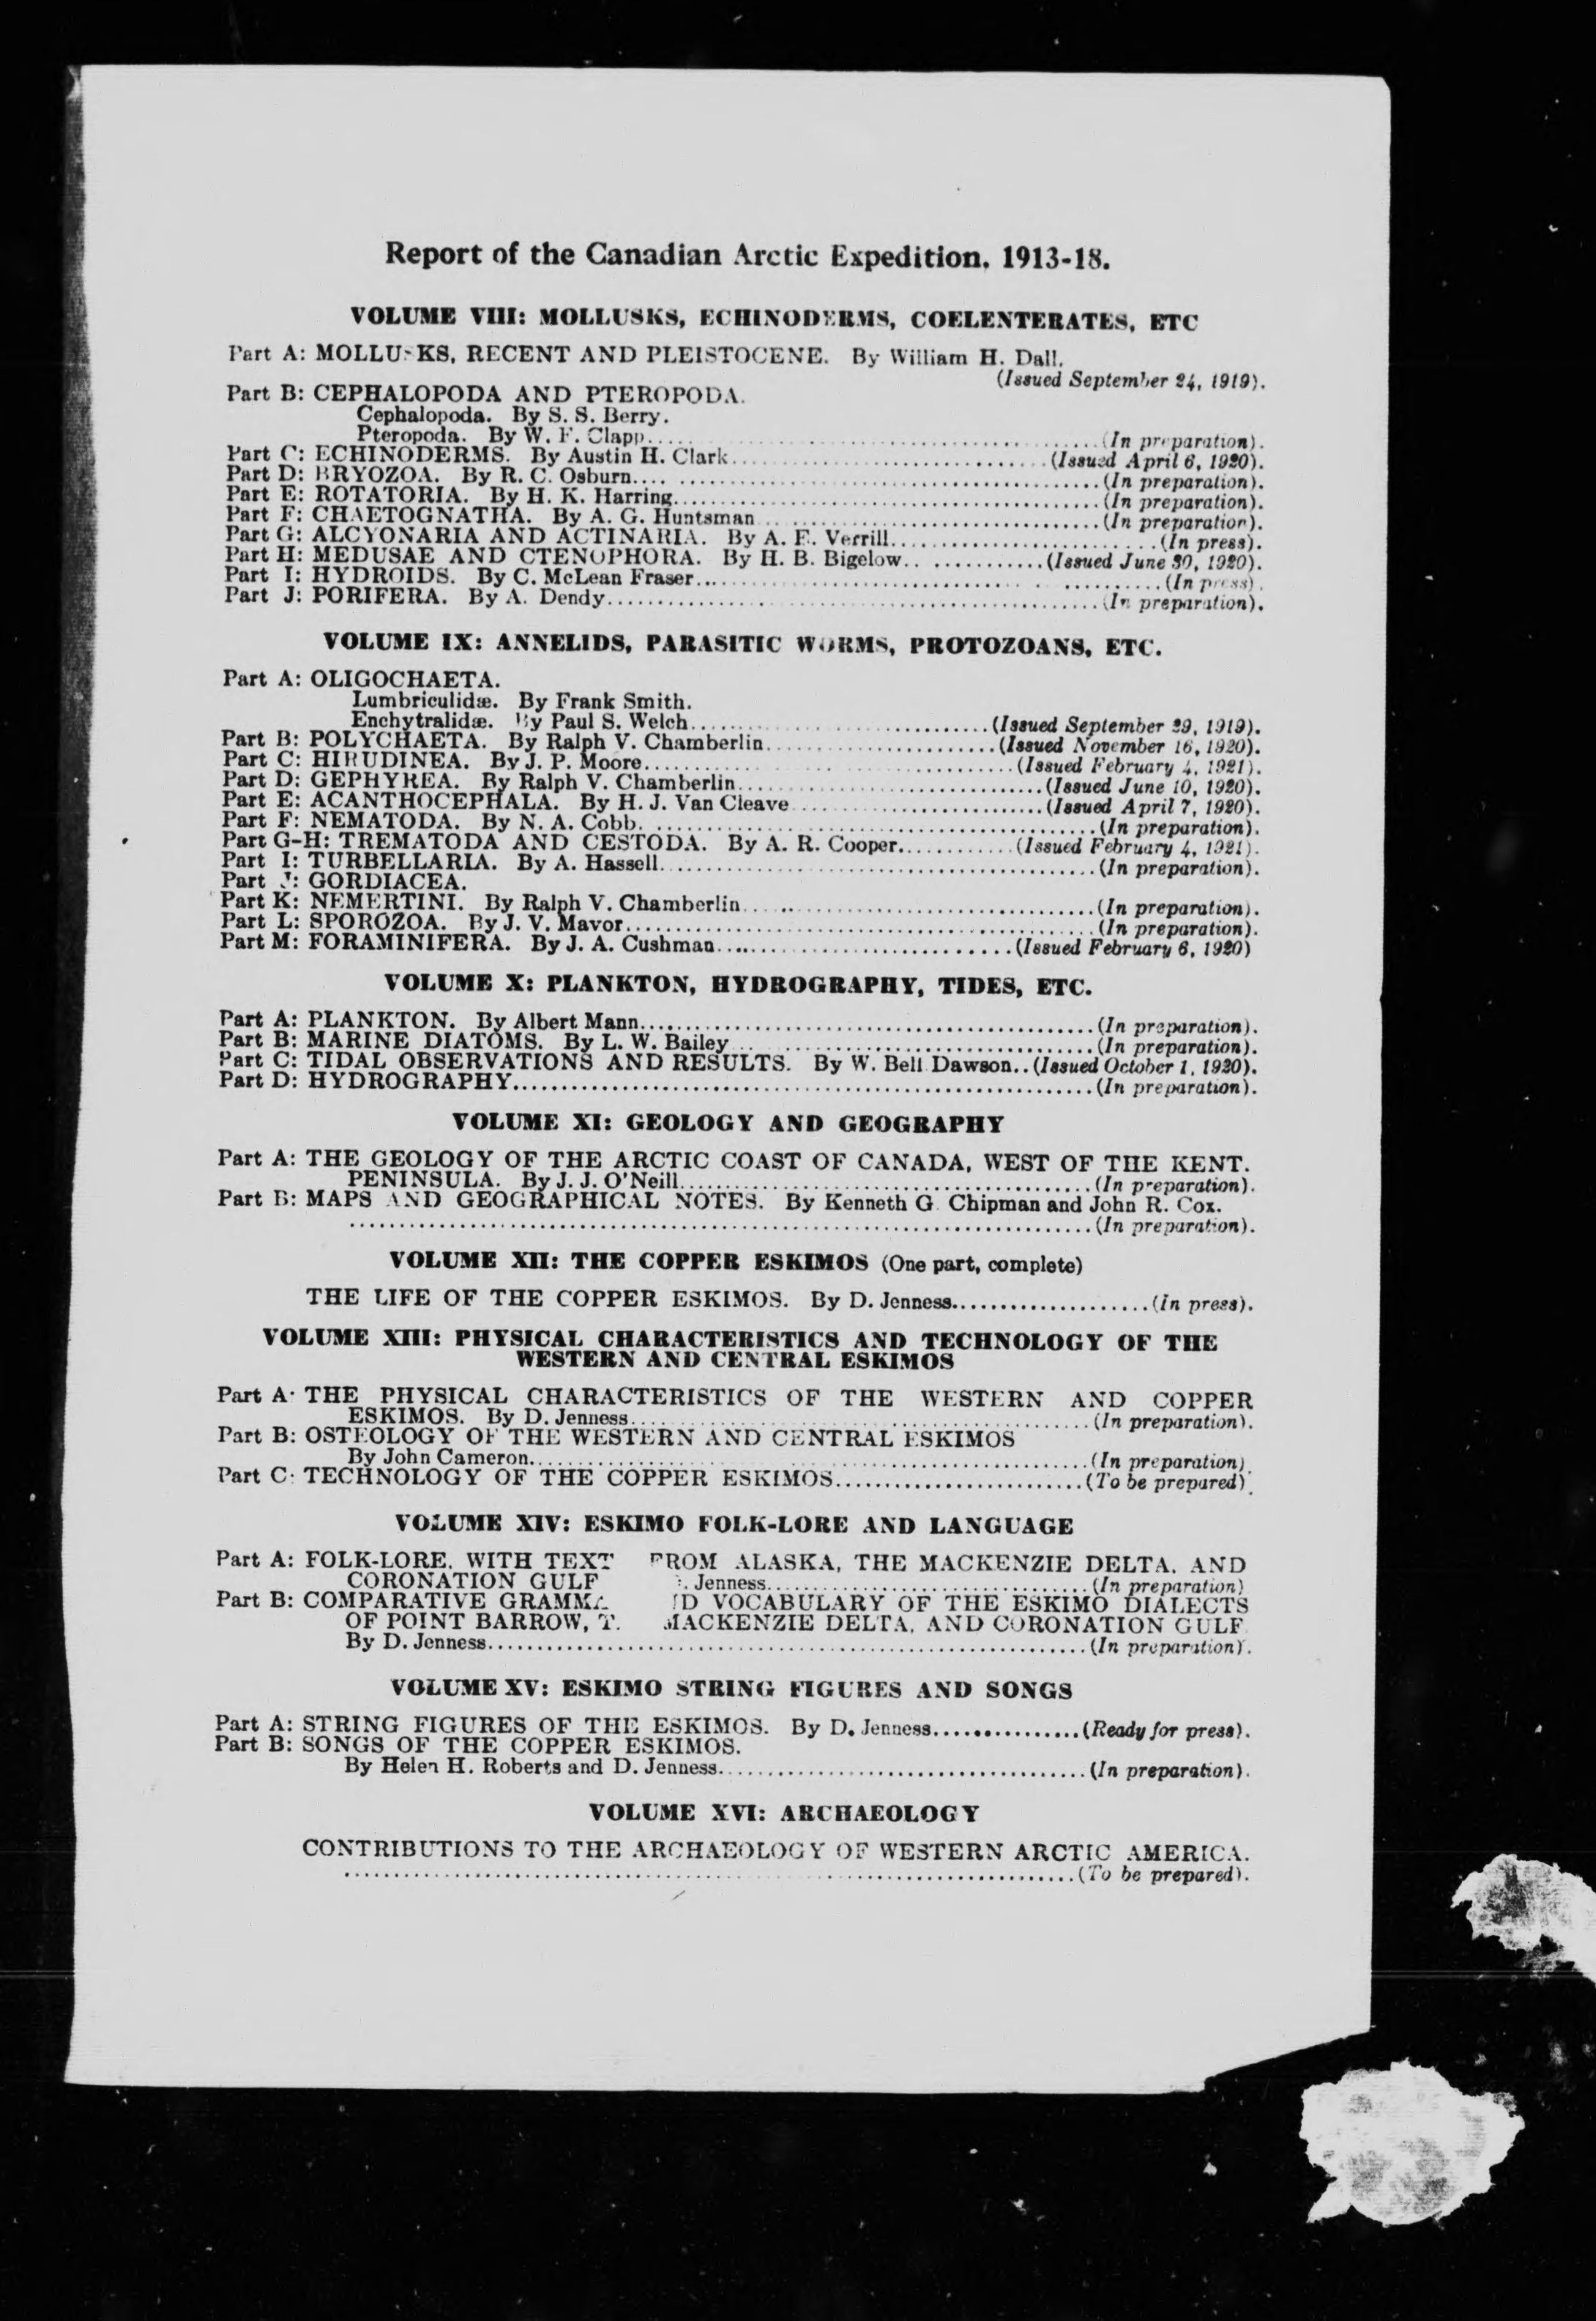 Report of the Canadian Arctic Expedition, 1913-18.
VOLUME VIII: MOLLUSKS, ECHINODERMS, COELENTERATES, ETC
Part A: MOLLUSKS, RECENT AND PLEISTOCENE. By William H. Dall.
(Issued September 24, 1919).
Part B: CEPHALOPODA AND PTEROPODA.
Cephalopoda. By S. S. Berry.
Pteropoda. By W. F. Clapp.....(In preparation).
Part C: ECHINODERMS. By Austin H. Clark.....(Issued April 6, 1920).
Part D: BRYOZOA. By R. C. Osburn.....(In preparation).
Part E: ROTATORIA. By H. K. Harring.....(In preparation).
Part F: CHAETOGNATHA. By A. G. Huntsman.....(In preparation).
Part G: ALCYONARIA AND ACTINARIA. By A. E. Verrill.....(In press).
Part H: MEDUSAE AND CTENOPHORA. By H. B. Bigelow.....(Issued June 30, 1920).
Part I: HYDROIDS. By C. McLean Fraser.....(In press).
Part J: PORIFERA. By A. Dendy.....(In preparation).
VOLUME IX: ANNELIDS, PARASITIC WORMS, PROTOZOANS, ETC.
Part A: OLIGOCHAETA.
Lumbriculidæ. By Frank Smith.
Enchytralidæ. By Paul S. Welch.....(Issued September 29, 1919).
Part B: POLYCHAETA. By Ralph V. Chamberlin.....(Issued November 16, 1920).
Part C: HIRUDINEA. By J. P. Moore.....(Issued February 4, 1921).
Part D: GEPHYREA. By Ralph V. Chamberlin.....(Issued June 10, 1920).
Part E: ACANTHOCEPHALA. By H. J. Van Cleave.....(Issued April 7, 1920).
Part F: NEMATODA. By N. A. Cobb.....(In preparation).
Part G-H: TREMATODA AND CESTODA. By A. R. Cooper.....(Issued February 4, 1921).
Part I: TURBELLARIA. By A. Hassell.....(In preparation).
Part J: GORDIACEA.
Part K: NEMERTINI. By Ralph V. Chamberlin.....(In preparation).
Part L: SPOROZOA. By J. V. Mavor.....(In preparation).
Part M: FORAMINIFERA. By J. A. Cushman.....(Issued February 6, 1920)
VOLUME X: PLANKTON, HYDROGRAPHY, TIDES, ETC.
Part A: PLANKTON. By Albert Mann.....(In preparation).
Part B: MARINE DIATOMS. By L. W. Bailey.....(In preparation).
Part C: TIDAL OBSERVATIONS AND RESULTS. By W. Bell Dawson..(Issued October 1, 1920).
Part D: HYDROGRAPHY.....(In preparation).
VOLUME XI: GEOLOGY AND GEOGRAPHY
Part A: THE GEOLOGY OF THE ARCTIC COAST OF CANADA, WEST OF THE KENT.
PENINSULA. By J. J. O'Neill.....(In preparation).
Part B: MAPS AND GEOGRAPHICAL NOTES. By Kenneth G. Chipman and John R. Cox.
.....(In preparation).
VOLUME XII: THE COPPER ESKIMOS (One part, complete)
THE LIFE OF THE COPPER ESKIMOS. By D. Jenness.....(in press).
VOLUME XIII: PHYSICAL CHARACTERISTICS AND TECHNOLOGY OF THE
WESTERN AND CENTRAL ESKIMOS
Part A: THE PHYSICAL CHARACTERISTICS OF THE WESTERN AND COPPER
ESKIMOS. By D. Jenness.....(In preparation).
Part B: OSTEOLOGY OF THE WESTERN AND CENTRAL ESKIMOS
By John Cameron.....(In preparation).
Part C: TECHNOLOGY OF THE COPPER ESKIMOS.....(To be prepared).
VOLUME XIV: ESKIMO FOLK-LORE AND LANGUAGE
Part A: FOLK-LORE, WITH TEXT FROM ALASKA, THE MACKENZIE DELTA, AND
CORONATION GULF Jenness.....(In preparation)
Part B: COMPARATIVE VOCABULARY OF THE ESKIMO DIALECTS
OF POINT BARROW, MACKENZIE DELTA, AND CORONATION GULF
By D. Jenness.....(In preparation).
VOLUME XV: ESKIMO STRING FIGURES AND SONGS
Part A: STRING FIGURES OF THE ESKIMOS. By D. Jenness.....(Ready for press).
Part B: SONGS OF THE COPPER ESKIMOS.
By Helen H. Roberts and D. Jenness.....(In preparation).
VOLUME XVI: ARCHAEOLOGY
CONTRIBUTIONS TO THE ARCHAEOLOGY OF WESTERN ARCTIC AMERICA.
.....(To be prepared).